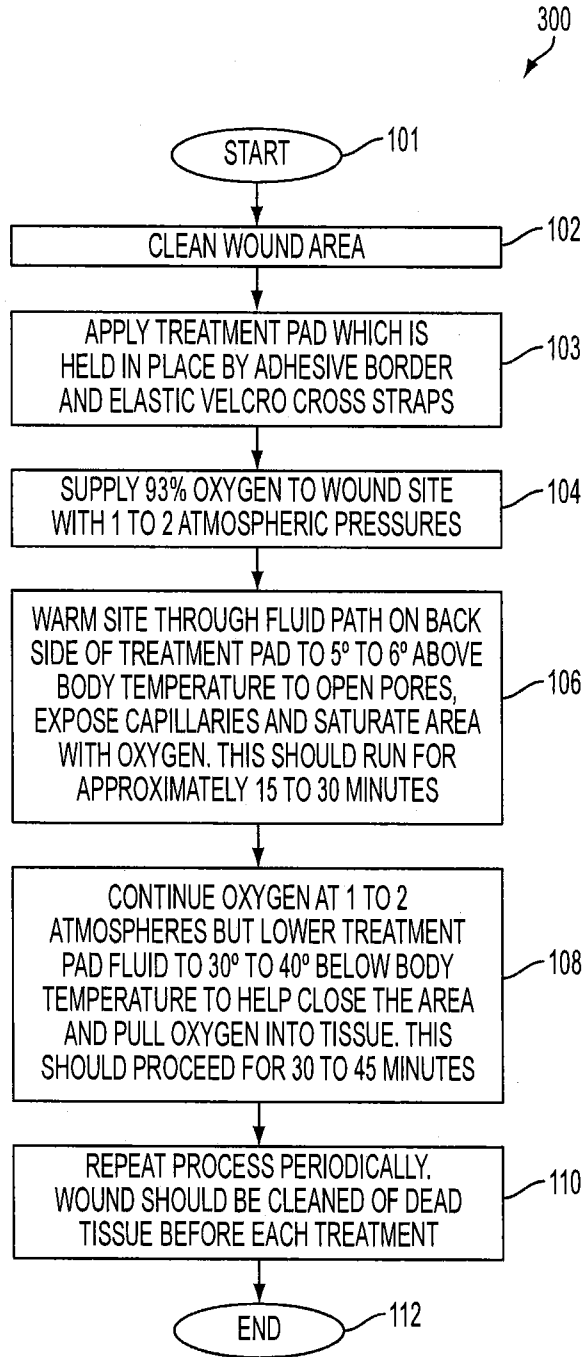 300
START
101
CLEAN WOUND AREA
102
APPLY TREATMENT PAD WHICH IS
HELD IN PLACE BY ADHESIVE BORDER
AND ELASTIC VELCRO CROSS STRAPS
103
SUPPLY 93% OXYGEN TO WOUND SITE
WITH 1 TO 2 ATMOSPHERIC PRESSURES
104
WARM SITE THROUGH FLUID PATH ON BACK
SIDE OF TREATMENT PAD TO 5º TO 6º ABOVE
BODY TEMPERATURE TO OPEN PORES,
EXPOSE CAPILLARIES AND SATURATE AREA
WITH OXYGEN. THIS SHOULD RUN FOR
APPROXIMATELY 15 TO 30 MINUTES
106
CONTINUE OXYGEN AT 1 TO 2
ATMOSPHERES BUT LOWER TREATMENT
PAD FLUID TO 30º TO 40º BELOW BODY
TEMPERATURE TO HELP CLOSE THE AREA
AND PULL OXYGEN INTO TISSUE. THIS
SHOULD PROCEED FOR 30 TO 45 MINUTES
108
REPEAT PROCESS PERIODICALLY.
WOUND SHOULD BE CLEANED OF DEAD
TISSUE BEFORE EACH TREATMENT
110
END
112